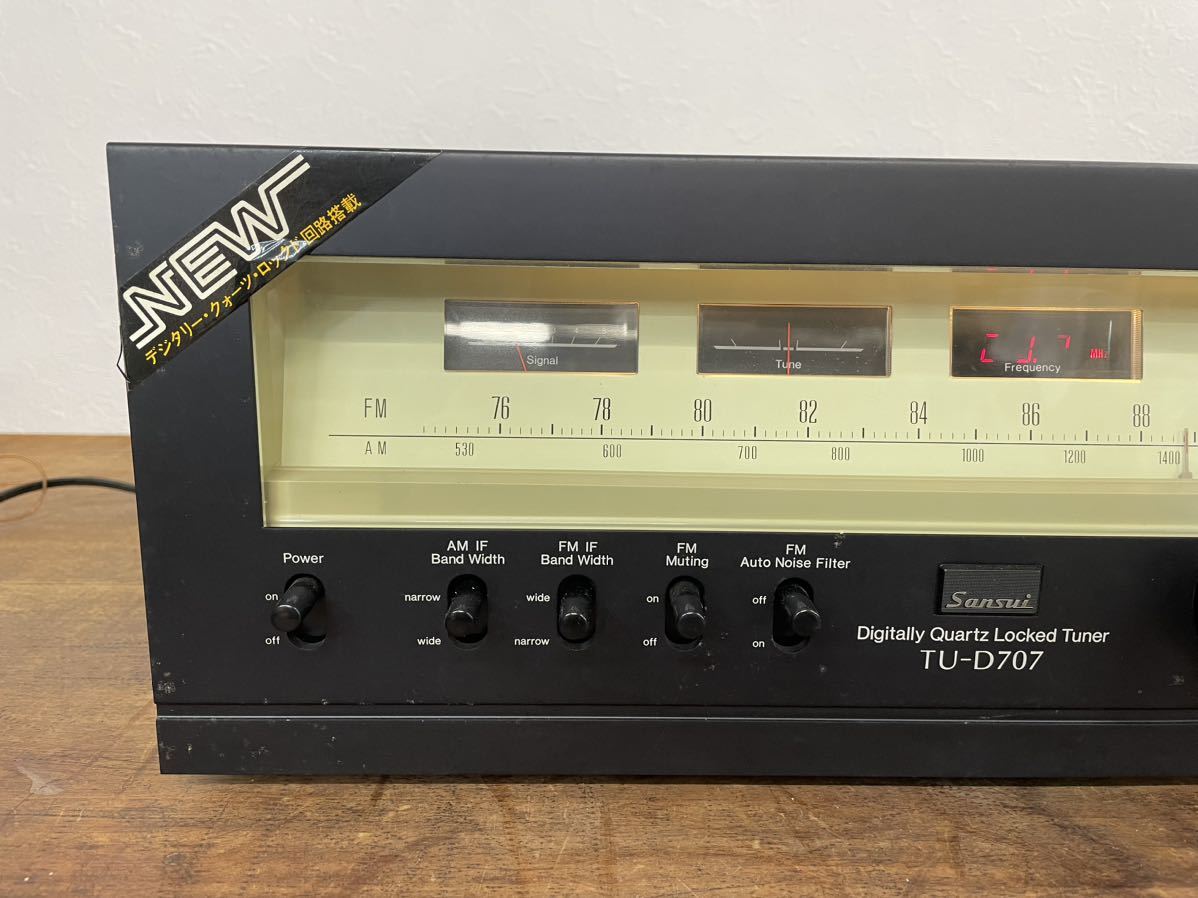 NEW
デジタリー・クォーツ・ロックド回路搭載
Signal
Tune
MHz
Frequency
FM 76 78 80 82 84 86 88
AM 530 600 700 800 1000 1200 1400
Power
on
off
AM IF
Band Width
narrow
wide
FM IF
Band Width
wide
narrow
FM
Muting
on
off
FM
Auto Noise Filter
off
on
Sansui
Digitally Quartz Locked Tuner
TU-D707